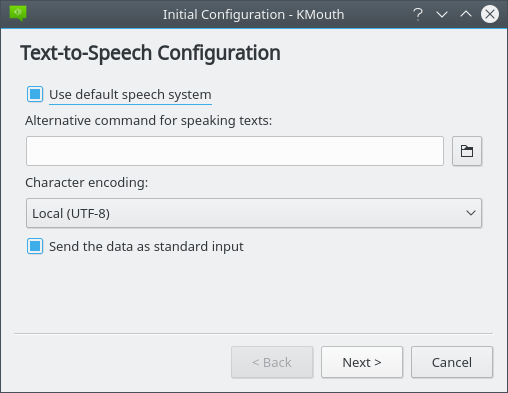 Initial Configuration - KMouth
Text-to-Speech Configuration
Use default speech system
Alternative command for speaking texts:
Character encoding:
Local (UTF-8)
Send the data as standard input
< Back Next > Cancel